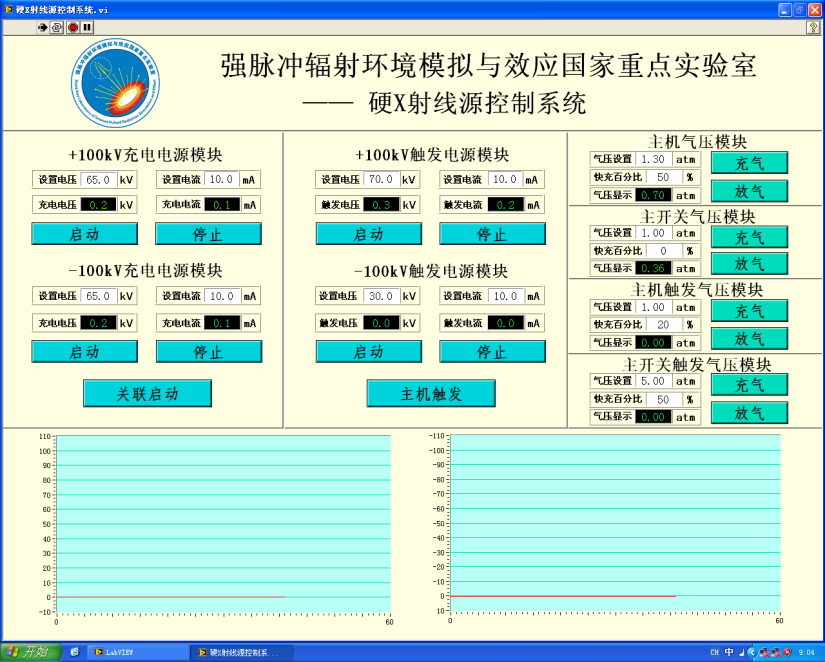 硬X射线源控制系统.vi
强脉冲辐射环境模拟与效应国家重点实验室
—— 硬X射线源控制系统
+100kV充电电源模块
设置电压 65.0 kV 设置电流 10.0 mA
充电电压 0.2 kV 充电电流 0.1 mA
启动 停止
-100kV充电电源模块
设置电压 65.0 kV 设置电流 10.0 mA
充电电压 0.2 kV 充电电流 0.1 mA
启动 停止
关联启动
+100kV触发电源模块
设置电压 70.0 kV 设置电流 10.0 mA
触发电压 0.3 kV 触发电流 0.2 mA
启动 停止
-100kV触发电源模块
设置电压 30.0 kV 设置电流 10.0 mA
触发电压 0.0 kV 触发电流 0.0 mA
启动 停止
主机触发
主机气压模块
气压设置 1.30 atm 充气
快充百分比 50 %
气压显示 0.70 atm 放气
主开关气压模块
气压设置 1.00 atm 充气
快充百分比 0 %
气压显示 0.36 atm 放气
主机触发气压模块
气压设置 1.00 atm 充气
快充百分比 20 %
气压显示 0.00 atm 放气
主开关触发气压模块
气压设置 5.00 atm 充气
快充百分比 50 %
气压显示 0.00 atm 放气
110
100
90
80
70
60
50
40
30
20
10
0
-10
0 60
-110
-100
-90
-80
-70
-60
-50
-40
-30
-20
-10
0
10
0 60
开始 LabVIEW 硬X射线源控制系... CH 中 9:04